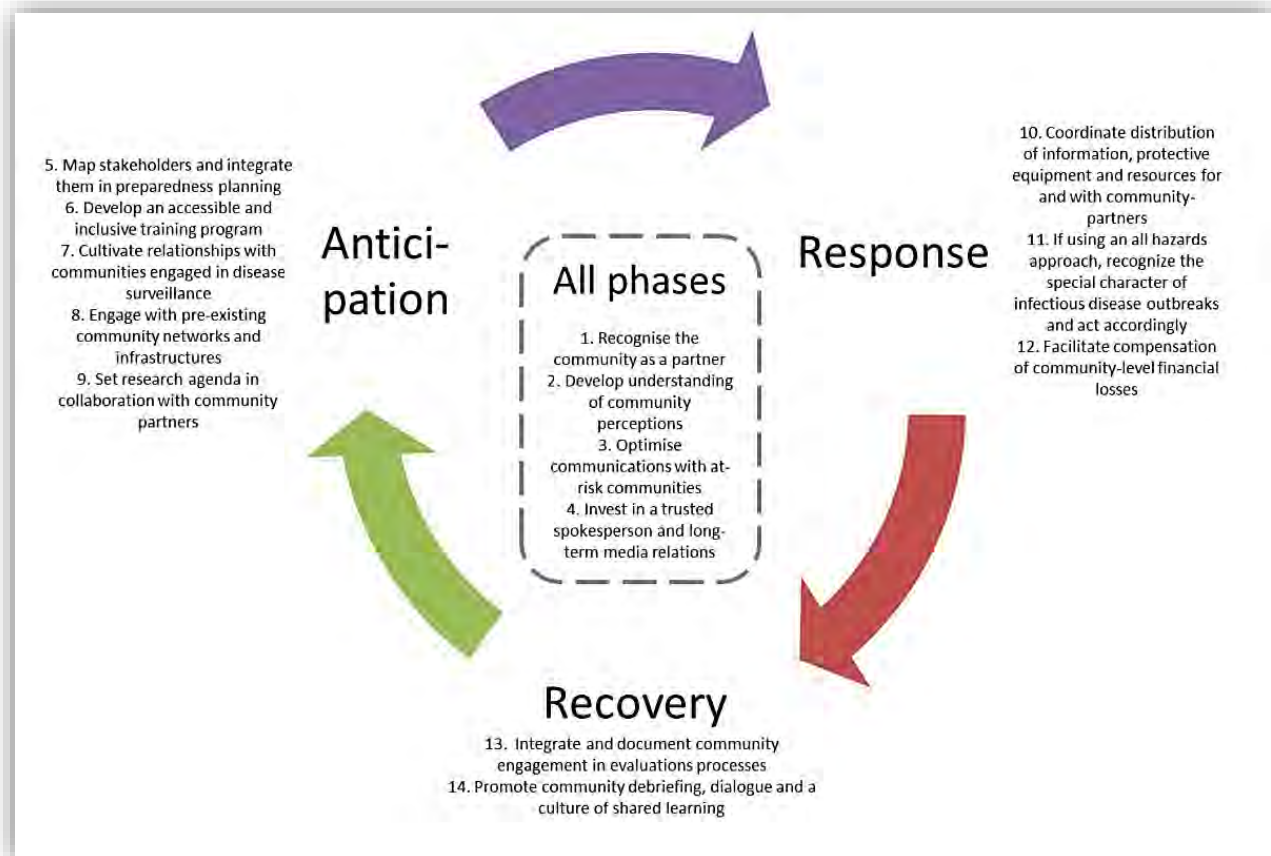 5. Map stakeholders and integrate
them in preparedness planning
6. Develop an accessible and
inclusive training program
7. Cultivate relationships with
communities engaged in disease
surveillance
8. Engage with pre-existing
community networks and
infrastructures
9. Set research agenda in
collaboration with community
partners
Antici-
pation
All phases
1. Recognise the
community as a partner
2. Develop understanding
of community
perceptions
3. Optimise
communications with at-
risk communities
4. Invest in a trusted
spokesperson and long-
term media relations
Response
10. Coordinate distribution
of information, protective
equipment and resources for
and with community-
partners
11. If using an all hazards
approach, recognize the
special character of
infectious disease outbreaks
and act accordingly
12. Facilitate compensation
of community-level financial
losses
Recovery
13. Integrate and document community
engagement in evaluations processes
14. Promote community debriefing, dialogue and a
culture of shared learning